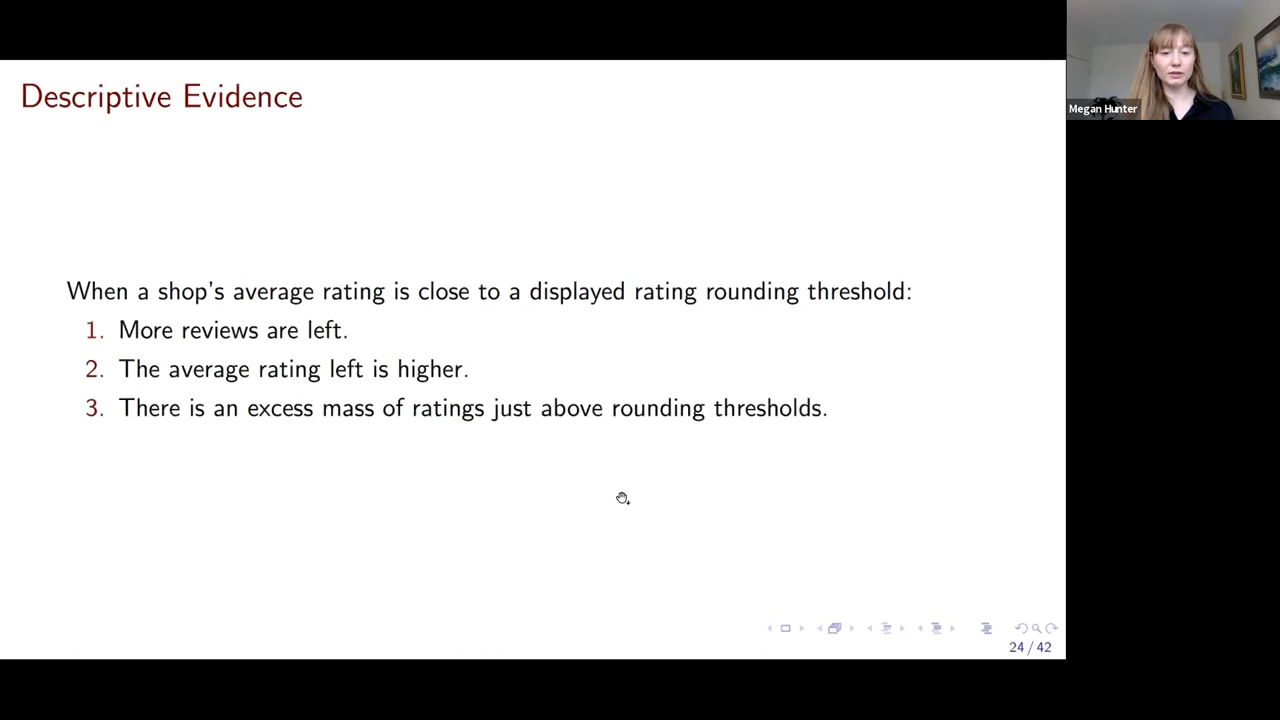 Descriptive Evidence
Megan Hunter
When a shop's average rating is close to a displayed rating rounding threshold:
1. More reviews are left.
2. The average rating left is higher.
3. There is an excess mass of ratings just above rounding thresholds.
24 / 42